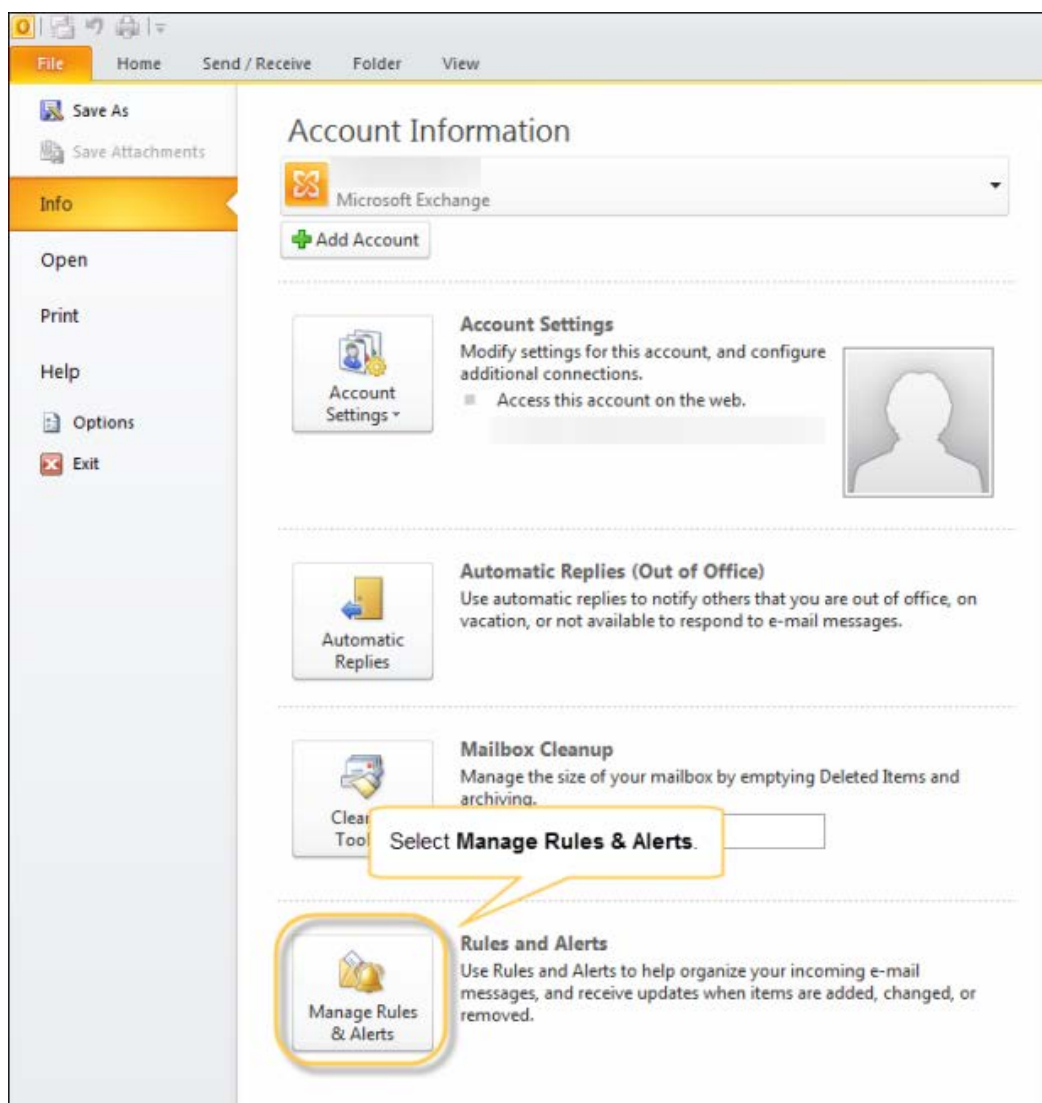 File Home Send / Receive Folder View
Save As
Save Attachments
Info
Open
Print
Help
Options
Exit
Account Information
Microsoft Exchange
Add Account
Account
Settings
Account Settings
Modify settings for this account, and configure
additional connections.
Access this account on the web.
Automatic
Replies
Automatic Replies (Out of Office)
Use automatic replies to notify others that you are out of office, on
vacation, or not available to respond to e-mail messages.
Mailbox Cleanup
Manage the size of your mailbox by emptying Deleted Items and
archiving.
Select Manage Rules & Alerts.
Manage Rules
& Alerts
Rules and Alerts
Use Rules and Alerts to help organize your incoming e-mail
messages, and receive updates when items are added, changed, or
removed.